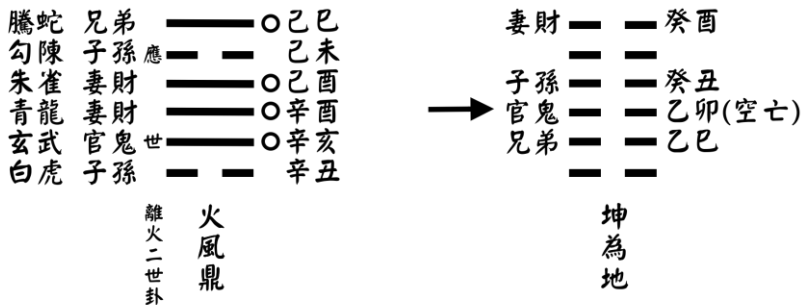 騰蛇 兄弟 己巳 妻財 癸酉
勾陳 子孫 應 己未
朱雀 妻財 己酉 子孫 癸丑
青龍 妻財 辛酉 官鬼 乙卯(空亡)
玄武 官鬼 世 辛亥 兄弟 乙巳
白虎 子孫 辛丑
離火二世卦
火風鼎
坤為地